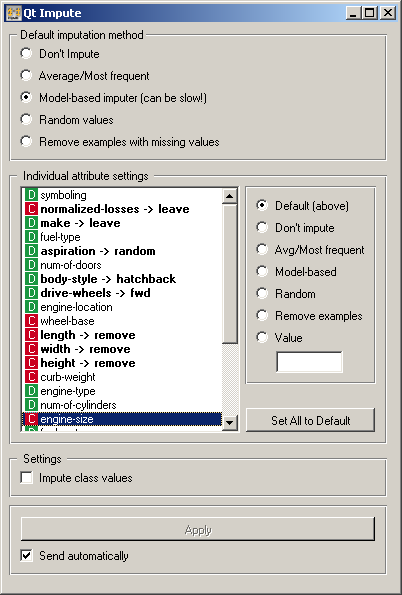 Qt Impute
Default imputation method
Don't Impute
Average/Most frequent
Model-based imputer (can be slow!)
Random values
Remove examples with missing values
Individual attribute settings
D symboling
C normalized-losses -> leave
D make -> leave
D fuel-type
D aspiration -> random
D num-of-doors
D body-style -> hatchback
D drive-wheels -> fwd
D engine-location
C wheel-base
C length -> remove
C width -> remove
C height -> remove
C curb-weight
D engine-type
D num-of-cylinders
C engine-size
Default (above)
Don't impute
Avg/Most frequent
Model-based
Random
Remove examples
Value
Set All to Default
Settings
Impute class values
Apply
Send automatically